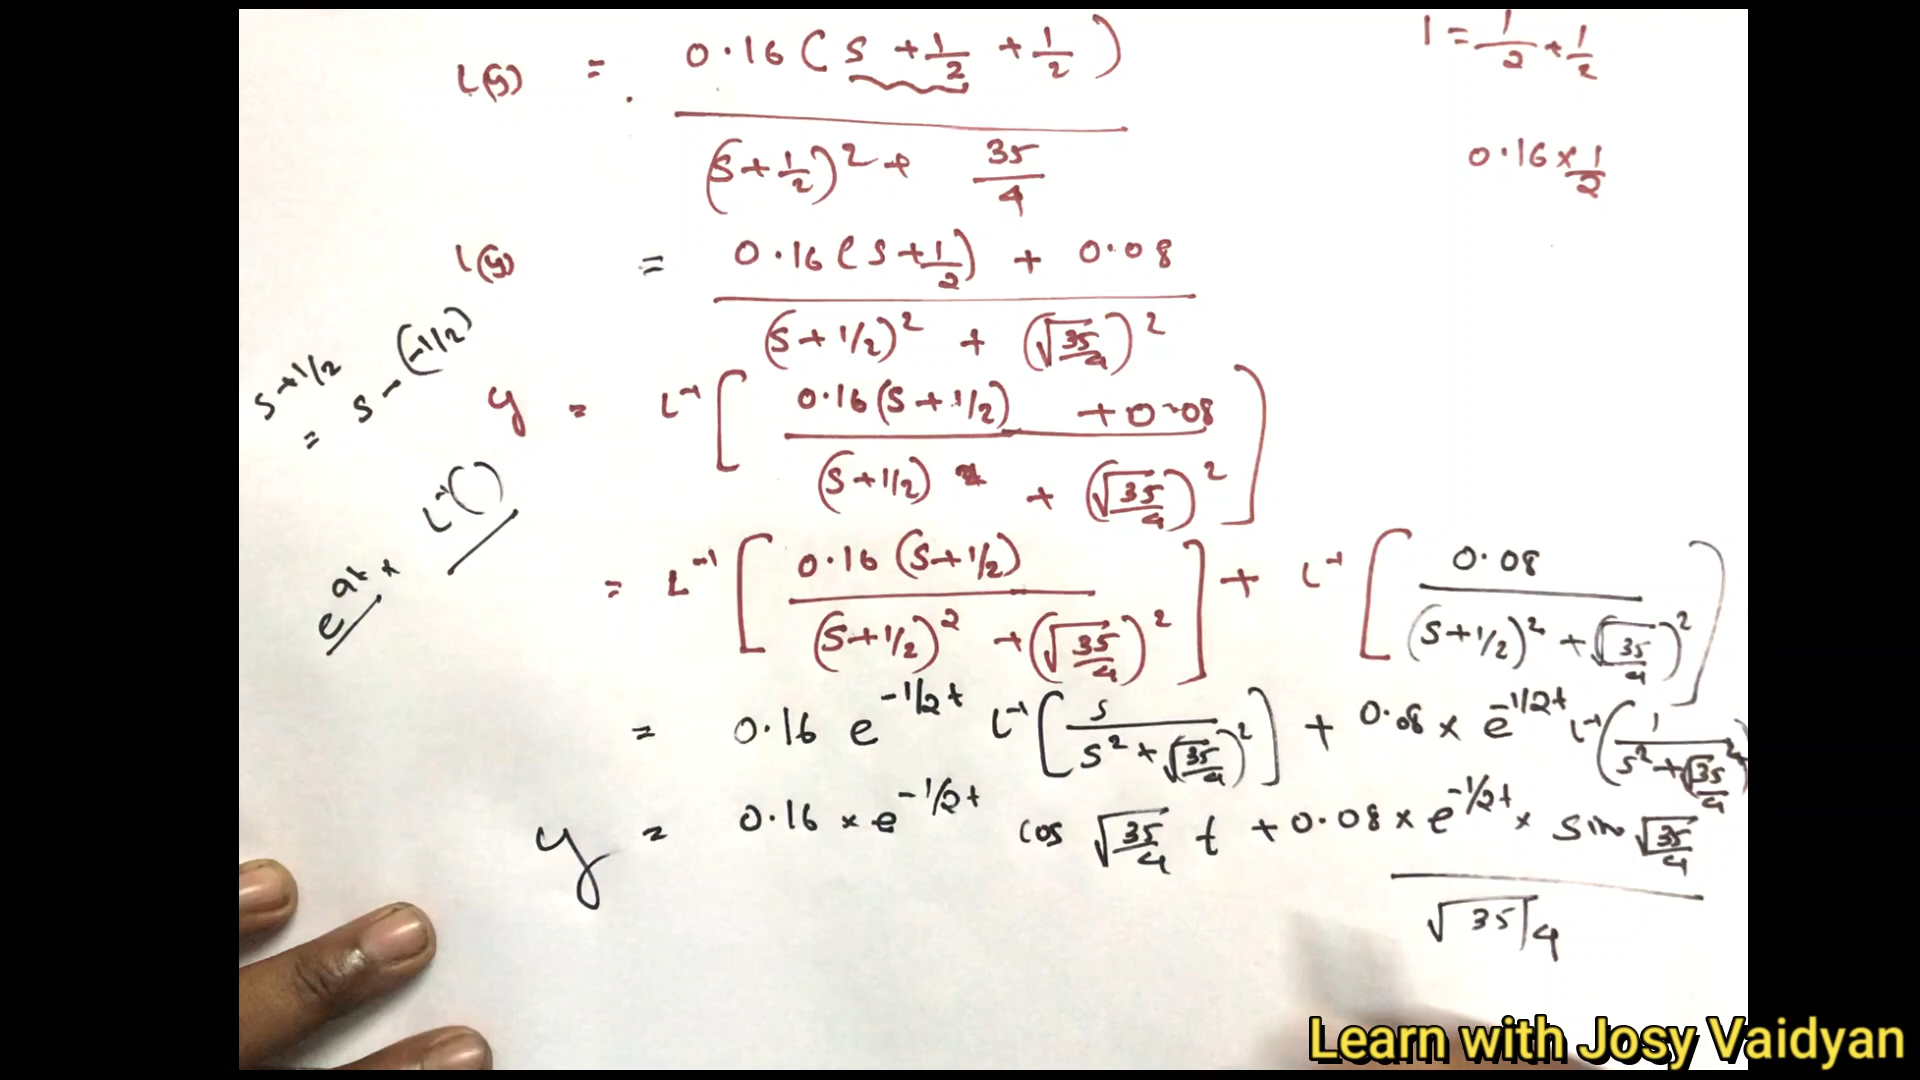 L(y) = 0.16 (s + 1/2 + 1/2)
(s + 1/2)² + 35/4
1 = 1/2 + 1/2
0.16 × 1/2
L(y) = 0.16 (s + 1/2) + 0.08
(s + 1/2)² + (√35/4)²
s + 1/2
= s - (-1/2)
e^at × L⁻¹( )
y = L⁻¹ [ 0.16 (s + 1/2) + 0.08
(s + 1/2)² + (√35/4)² ]
= L⁻¹ [ 0.16 (s + 1/2) / (s + 1/2)² + (√35/4)² ] + L⁻¹ [ 0.08 / (s + 1/2)² + (√35/4)² ]
= 0.16 e^-1/2t L⁻¹ [ s / s² + (√35/4)² ] + 0.08 × e^-1/2t L⁻¹ ( 1 / s² + (√35/4)² )
y = 0.16 × e^-1/2t cos √35/4 t + 0.08 × e^-1/2t × sin √35/4
√35/4
Learn with Josy Vaidyan